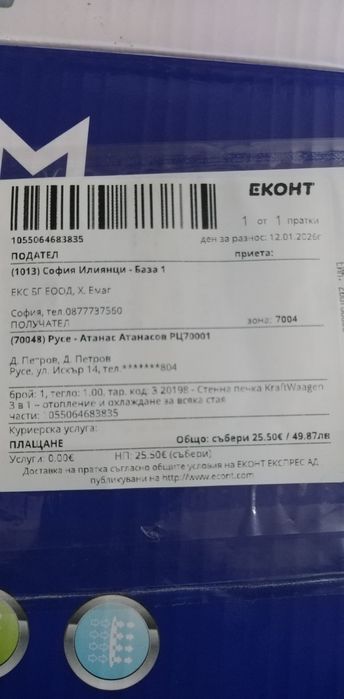 M
ЕКОНТ
1 от 1 пратки
1055064683835
ден за разнос: 12.01.2026г
ПОДАТЕЛ
приета:
(1013) София Илиянци - База 1
ЕКС БГ ЕООД, Х. Емаг
София, тел.0877737560
ПОЛУЧАТЕЛ
зона: 7004
(70048) Русе - Атанас Атанасов РЦ70001
Д. Петров, Д. Петров
Русе, ул. Искър 14, тел.*******804
брой: 1, тегло: 1.00, тар. код: 3 20198 - Стенна печка KraftWaagen
3 в 1 – отопление и охлаждане за всяка стая
части: 1055064683835
Куриерска услуга:
ПЛАЩАНЕ
Общо: събери 25.50€ / 49.87лв
Услуги: 0.00€
НП: 25.50€ (събери)
Доставка на пратка съгласно общите условия на ЕКОНТ ЕКСПРЕС АД
публикувани на http://www.econt.com